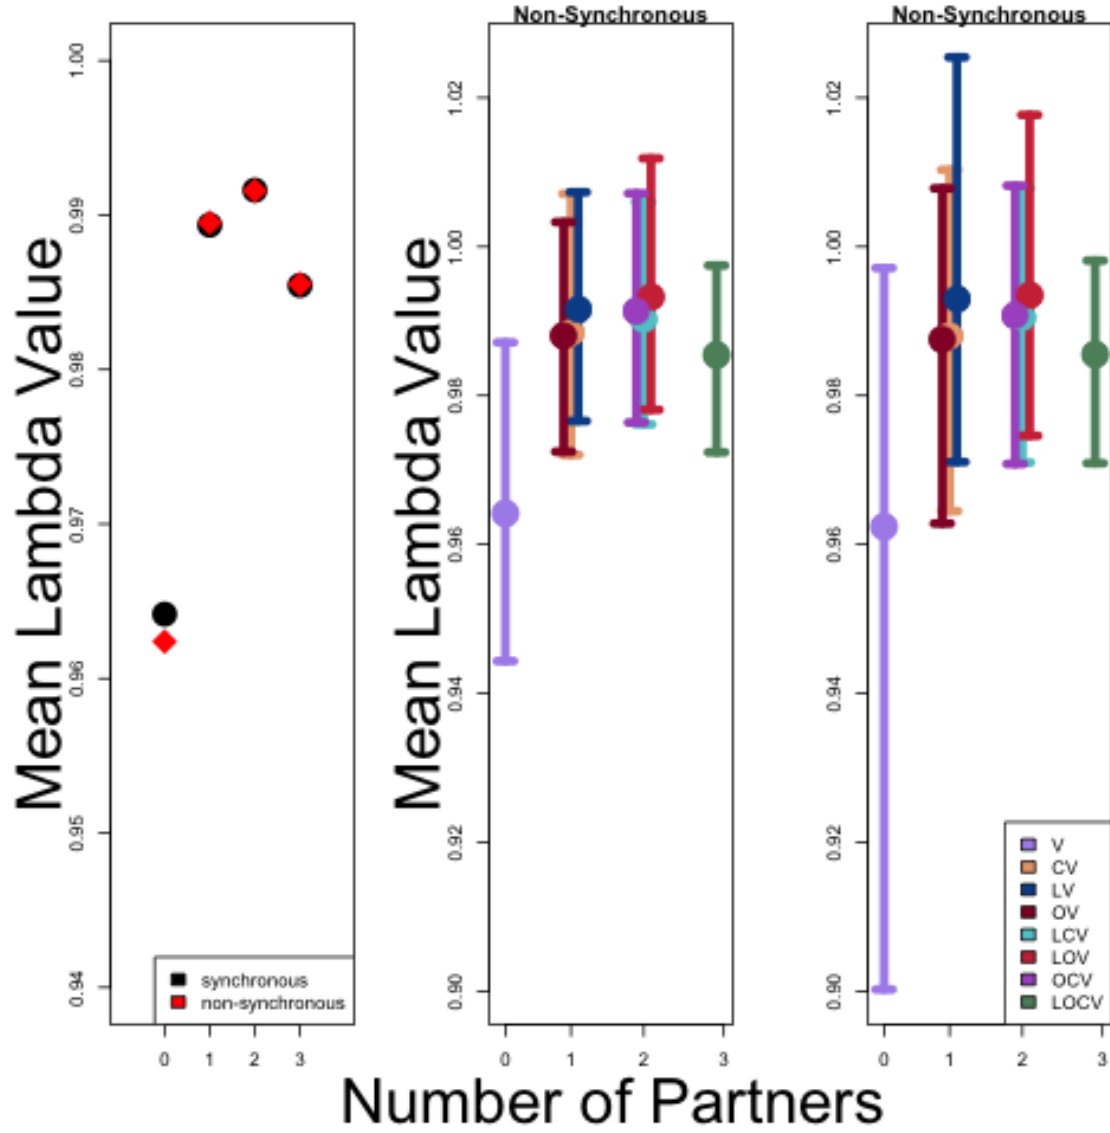 Non-Synchronous
Non-Synchronous
Mean Lambda Value
1.00
0.99
0.98
0.97
0.96
0.95
0.94
synchronous
non-synchronous
0 1 2 3
Mean Lambda Value
1.02
1.00
0.98
0.96
0.94
0.92
0.90
0 1 2 3
1.02
1.00
0.98
0.96
0.94
0.92
0.90
V
CV
LV
OV
LCV
LOV
OCV
LOCV
0 1 2 3
Number of Partners